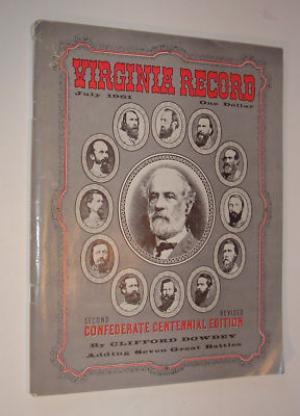 VIRGINIA RECORD
July 1961 One Dollar
SECOND REVISED
CONFEDERATE CENTENNIAL EDITION
By CLIFFORD DOWDEY
Adding Seven Great Battles